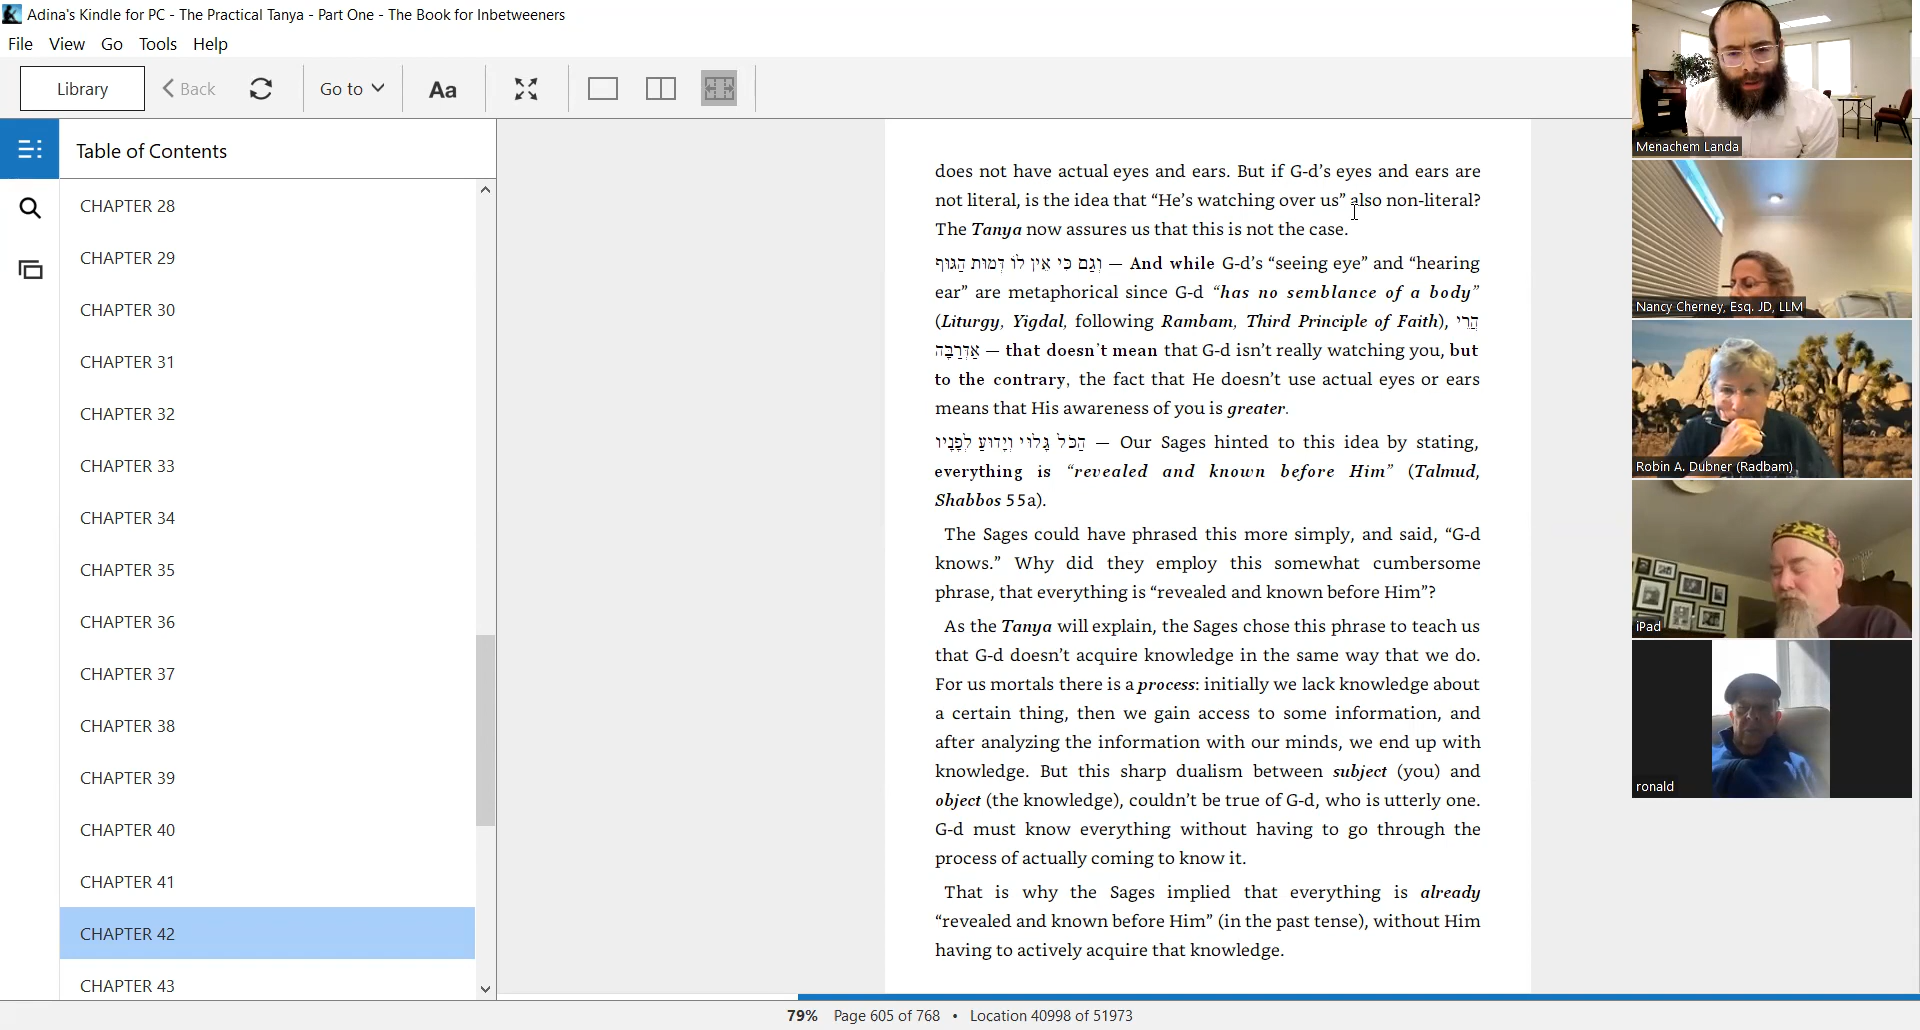 Adina's Kindle for PC - The Practical Tanya - Part One - The Book for Inbetweeners
File View Go Tools Help
Library Back Go to Aa
Table of Contents
CHAPTER 28
CHAPTER 29
CHAPTER 30
CHAPTER 31
CHAPTER 32
CHAPTER 33
CHAPTER 34
CHAPTER 35
CHAPTER 36
CHAPTER 37
CHAPTER 38
CHAPTER 39
CHAPTER 40
CHAPTER 41
CHAPTER 42
CHAPTER 43
does not have actual eyes and ears. But if G-d’s eyes and ears are
not literal, is the idea that “He’s watching over us” also non-literal?
The Tanya now assures us that this is not the case.
וְגַם כִּי אֵין לוֹ דְּמוּת הַגּוּף — And while G-d’s “seeing eye” and “hearing
ear” are metaphorical since G-d “has no semblance of a body”
(Liturgy, Yigdal, following Rambam, Third Principle of Faith), הֲרֵי
אַדְּרַבָּה — that doesn’t mean that G-d isn’t really watching you, but
to the contrary, the fact that He doesn’t use actual eyes or ears
means that His awareness of you is greater.
הַכֹּל גָּלוּי וְיָדוּעַ לְפָנָיו — Our Sages hinted to this idea by stating,
everything is “revealed and known before Him” (Talmud,
Shabbos 55a).
The Sages could have phrased this more simply, and said, “G-d
knows.” Why did they employ this somewhat cumbersome
phrase, that everything is “revealed and known before Him”?
As the Tanya will explain, the Sages chose this phrase to teach us
that G-d doesn’t acquire knowledge in the same way that we do.
For us mortals there is a process: initially we lack knowledge about
a certain thing, then we gain access to some information, and
after analyzing the information with our minds, we end up with
knowledge. But this sharp dualism between subject (you) and
object (the knowledge), couldn’t be true of G-d, who is utterly one.
G-d must know everything without having to go through the
process of actually coming to know it.
That is why the Sages implied that everything is already
“revealed and known before Him” (in the past tense), without Him
having to actively acquire that knowledge.
79% Page 605 of 768 • Location 40998 of 51973
Menachem Landa
Nancy Cherney, Esq. JD, LLM
Robin A. Dubner (Radbam)
iPad
ronald